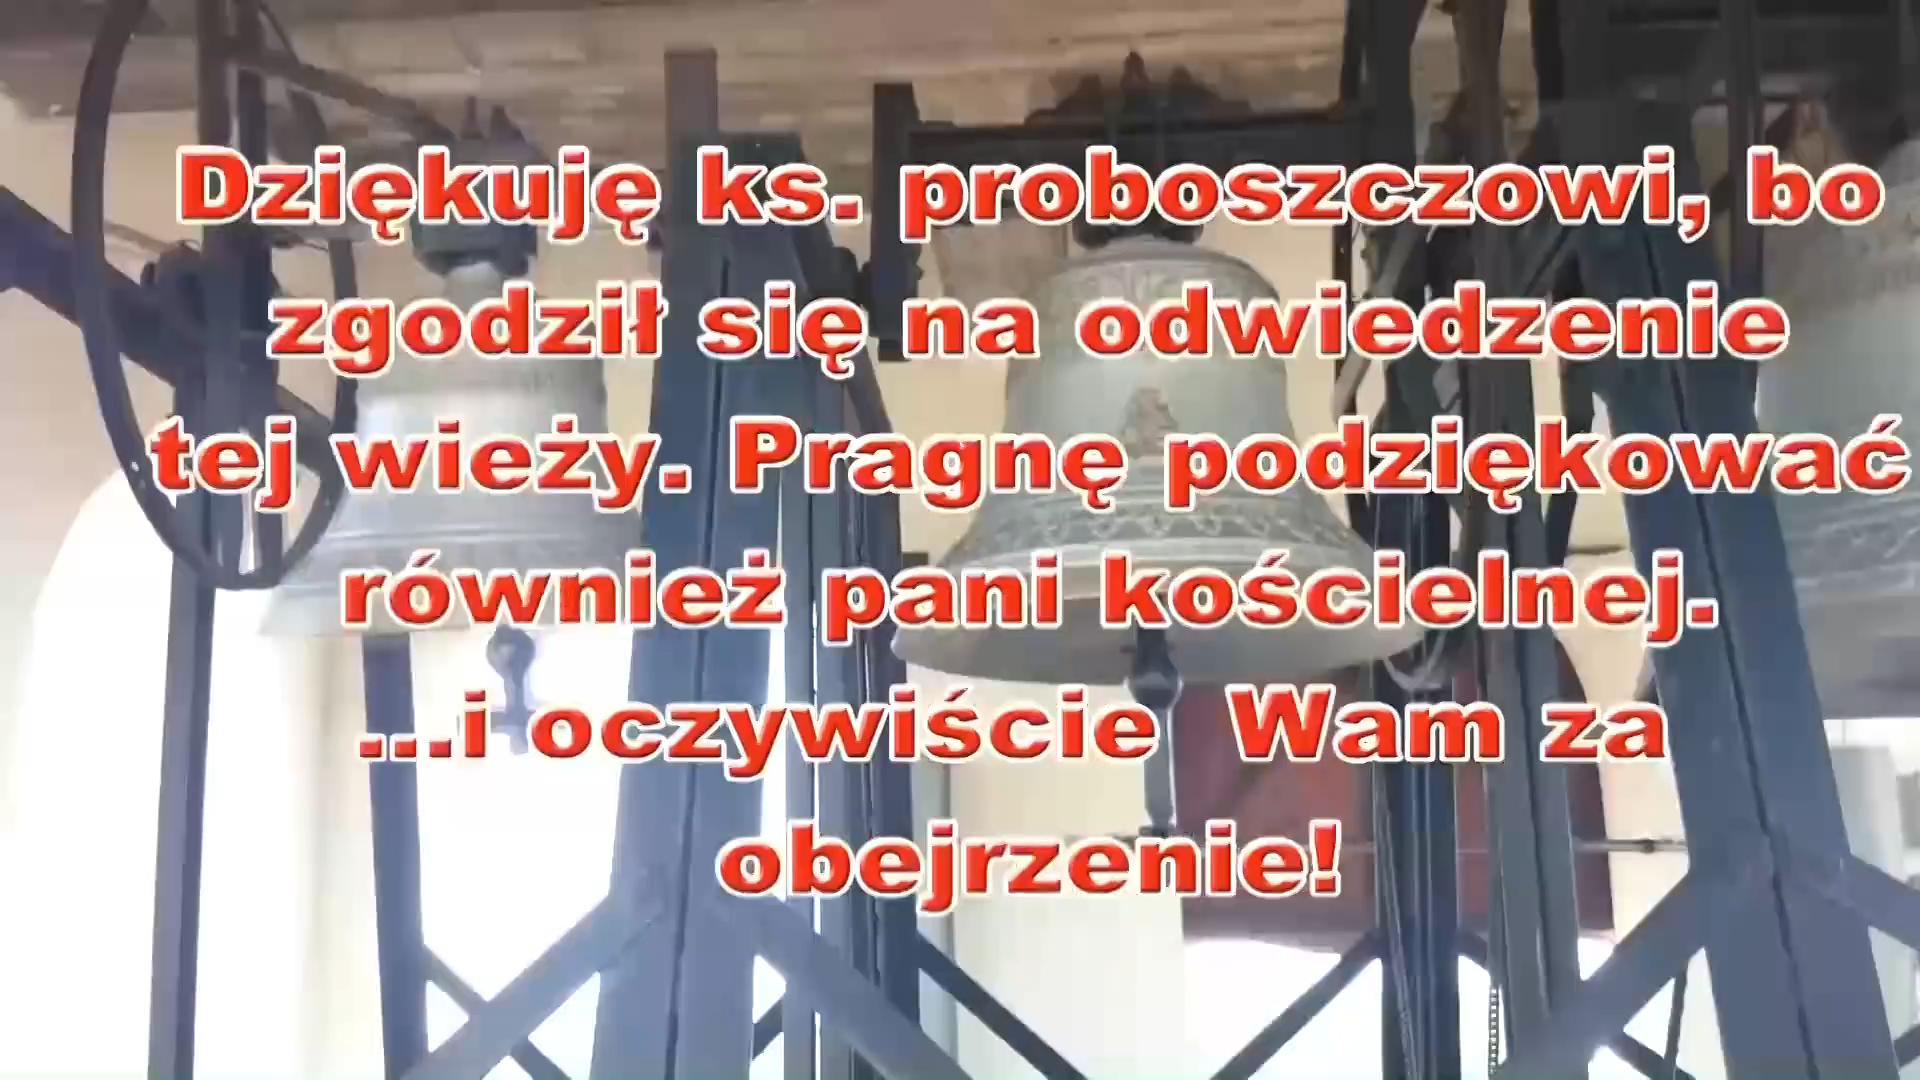 Dziękuję ks. proboszczowi, bo
zgodził się na odwiedzenie
tej wieży. Pragnę podziękować
również pani kościelnej.
...i oczywiście  Wam za
obejrzenie!